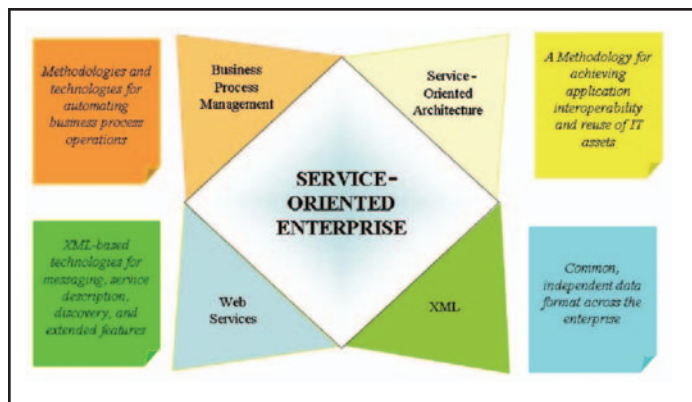 Methodologies and
technologies for
automating
business process
operations
Business
Process
Management
Service-
Oriented
Architecture
A Methodology for
achieving
application
interoperability
and reuse of IT
assets
SERVICE-
ORIENTED
ENTERPRISE
XML-based
technologies for
messaging, service
description,
discovery, and
extended features
Web
Services
XML
Common,
independent data
format across the
enterprise